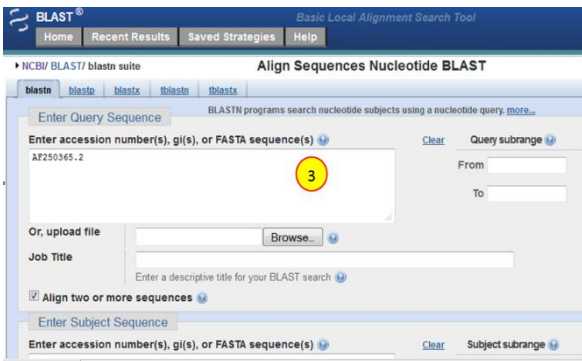 BLAST® Basic Local Alignment Search Tool
Home Recent Results Saved Strategies Help
NCBI/ BLAST/ blastn suite Align Sequences Nucleotide BLAST
blastn blastp blastx tblastn tblastx
Enter Query Sequence BLASTN programs search nucleotide subjects using a nucleotide query. more...
Enter accession number(s), gi(s), or FASTA sequence(s) Clear Query subrange
AF250365.2
3
From
To
Or, upload file Browse...
Job Title
Enter a descriptive title for your BLAST search
Align two or more sequences
Enter Subject Sequence
Enter accession number(s), gi(s), or FASTA sequence(s) Clear Subject subrange